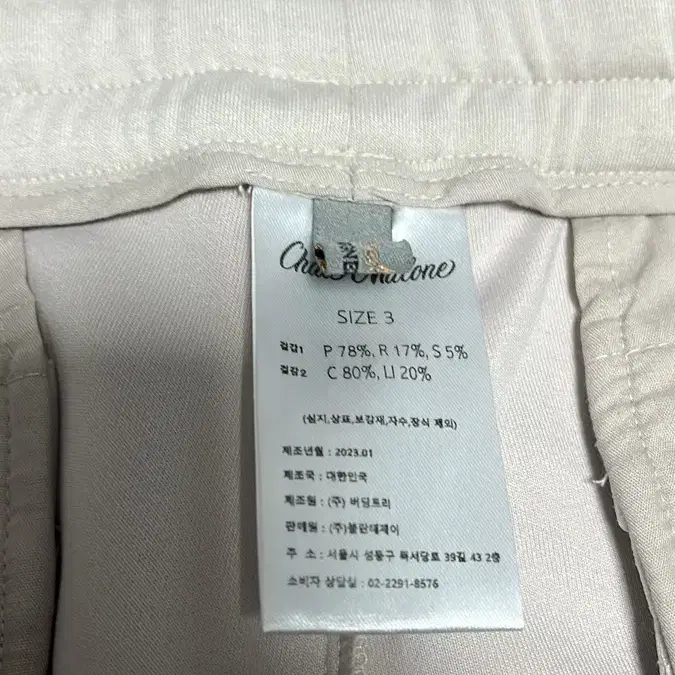 SIZE 3
겉감1 P 78%, R 17%, S 5%
겉감2 C 80%, LI 20%
(심지,상표,보강재,자수,장식 제외)
제조년월 : 2023.01
제조국 : 대한민국
제조원 : (주) 버딩트리
판매원 : (주)블란데제이
주 소 : 서울시 성동구 독서당로 39길 43 2층
소비자 상담실 : 02-2291-8576